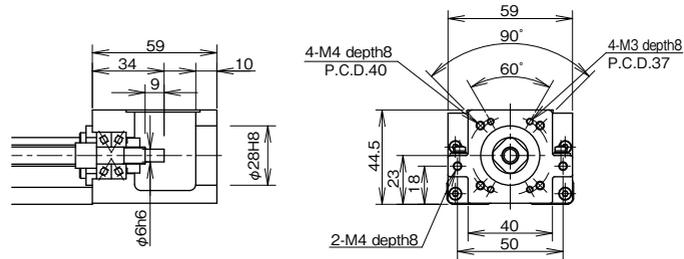 59
34
10
9
φ28H8
φ6h6
59
90°
4-M4 depth8
P.C.D.40
4-M3 depth8
P.C.D.37
60°
44.5
23
18
2-M4 depth8
40
50